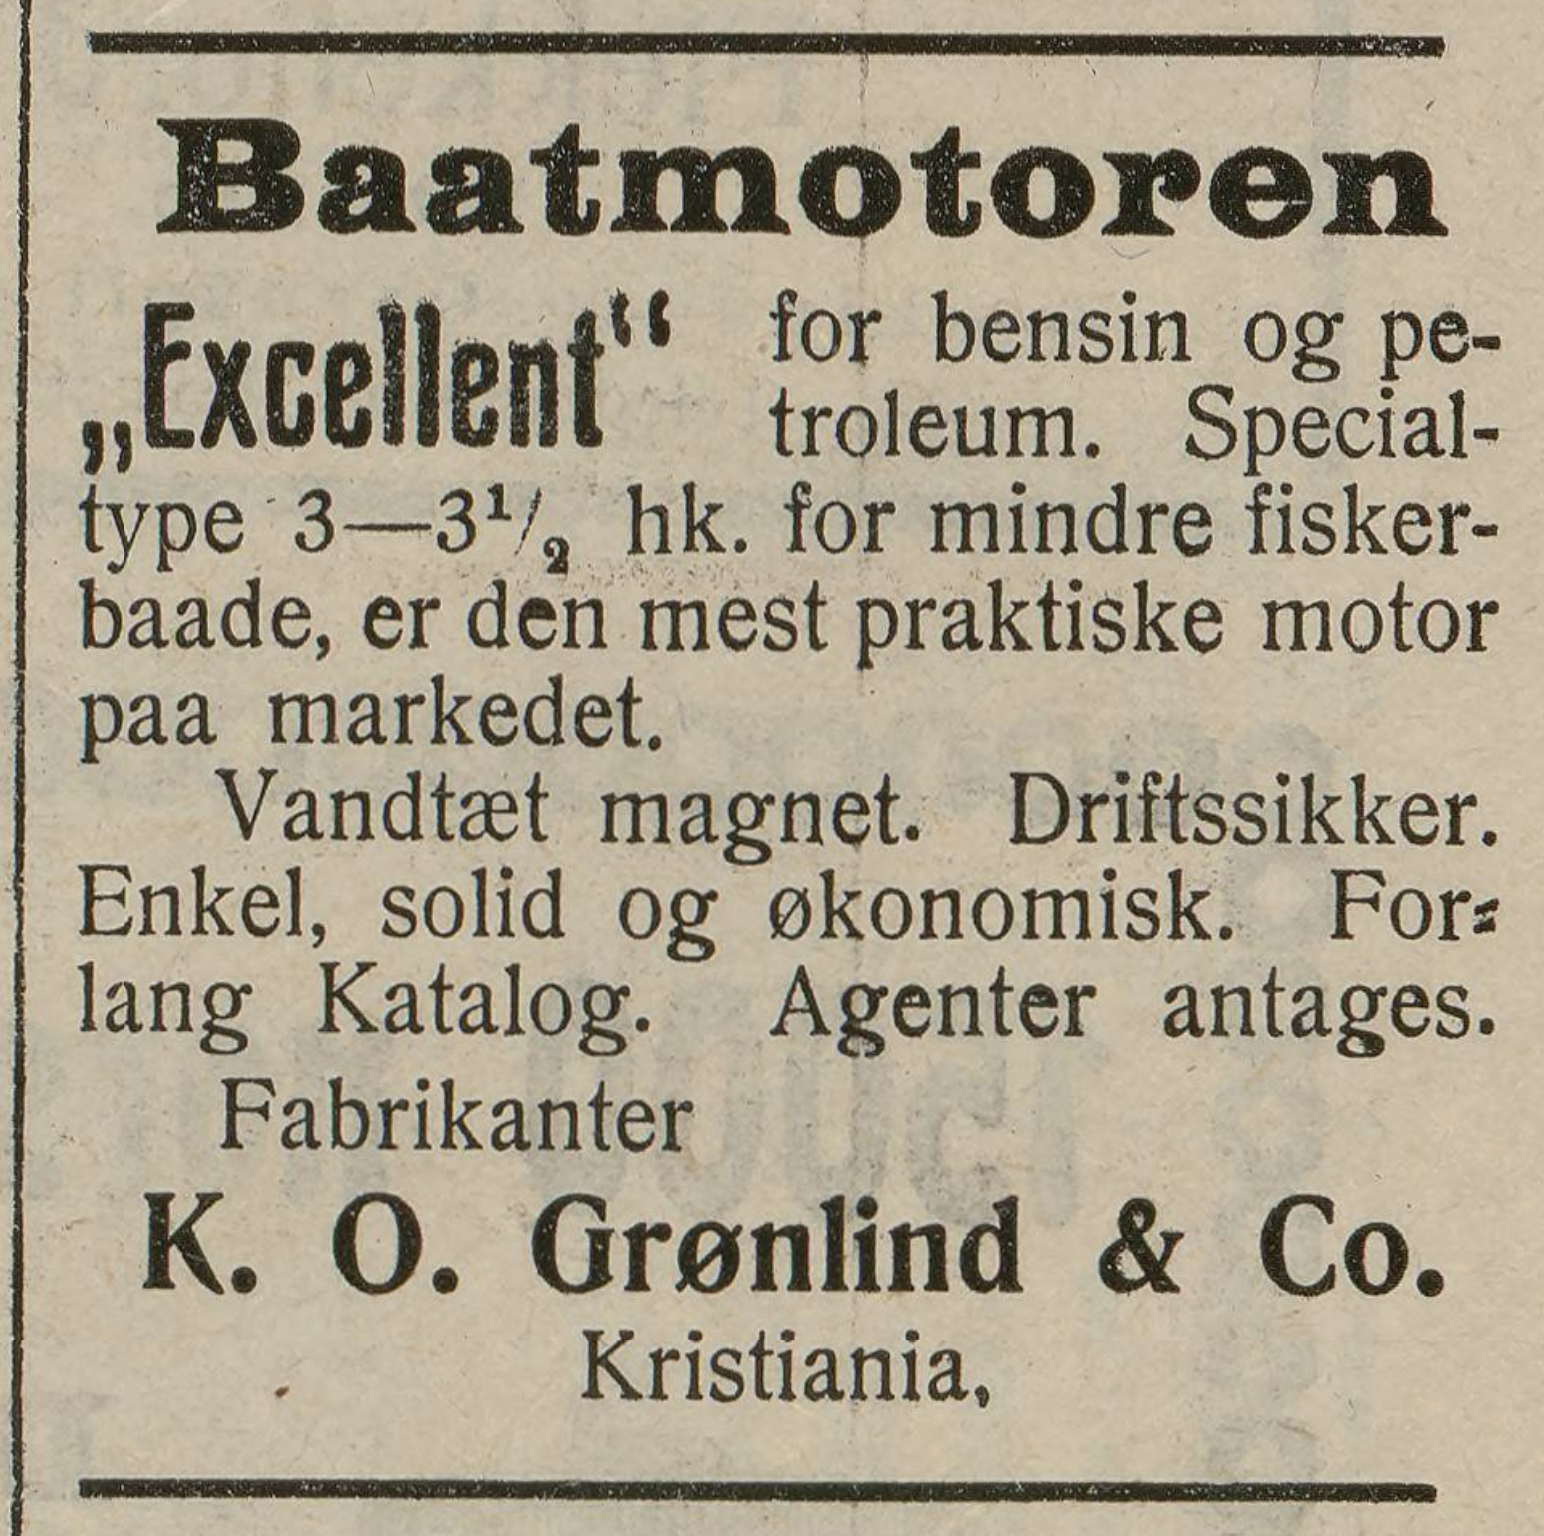 Baatmotoren
„Excellent“ for bensin og pe-
troleum. Special-
type 3—3 1/2 hk. for mindre fisker-
baade, er den mest praktiske motor
paa markedet.
Vandtæt magnet. Driftssikker.
Enkel, solid og økonomisk. For-
lang Katalog. Agenter antages.
Fabrikanter
K. O. Grønlind & Co.
Kristiania,